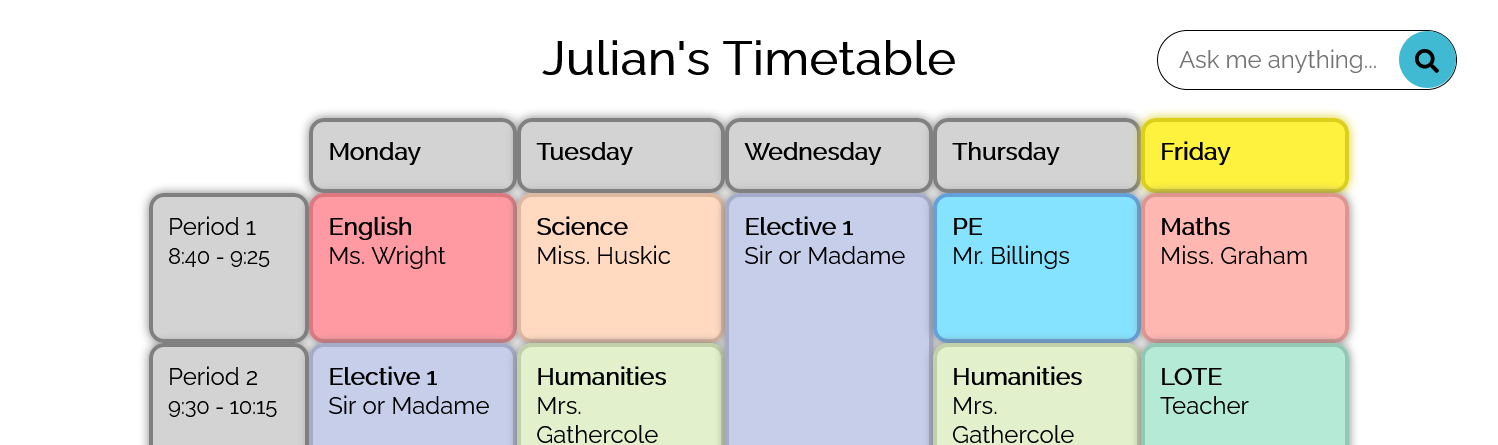 Julian's Timetable
Ask me anything...
Monday
Tuesday
Wednesday
Thursday
Friday
Period 1
8:40 - 9:25
English
Ms. Wright
Science
Miss. Huskic
Elective 1
Sir or Madame
PE
Mr. Billings
Maths
Miss. Graham
Period 2
9:30 - 10:15
Elective 1
Sir or Madame
Humanities
Mrs.
Gathercole
Humanities
Mrs.
Gathercole
LOTE
Teacher